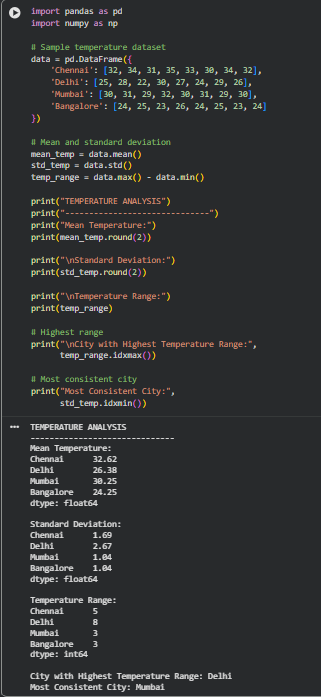 import pandas as pd
import numpy as np

# Sample temperature dataset
data = pd.DataFrame({
    'Chennai': [32, 34, 31, 35, 33, 30, 34, 32],
    'Delhi': [25, 28, 22, 30, 27, 24, 29, 26],
    'Mumbai': [30, 31, 29, 32, 30, 31, 29, 30],
    'Bangalore': [24, 25, 23, 26, 24, 25, 23, 24]
})

# Mean and standard deviation
mean_temp = data.mean()
std_temp = data.std()
temp_range = data.max() - data.min()

print("TEMPERATURE ANALYSIS")
print("------------------------------")
print("Mean Temperature:")
print(mean_temp.round(2))

print("\nStandard Deviation:")
print(std_temp.round(2))

print("\nTemperature Range:")
print(temp_range)

# Highest range
print("\nCity with Highest Temperature Range:",
      temp_range.idxmax())

# Most consistent city
print("Most Consistent City:",
      std_temp.idxmin())

TEMPERATURE ANALYSIS
------------------------------
Mean Temperature:
Chennai      32.62
Delhi        26.38
Mumbai       30.25
Bangalore    24.25
dtype: float64

Standard Deviation:
Chennai      1.69
Delhi        2.67
Mumbai       1.04
Bangalore    1.04
dtype: float64

Temperature Range:
Chennai      5
Delhi        8
Mumbai       3
Bangalore    3
dtype: int64

City with Highest Temperature Range: Delhi
Most Consistent City: Mumbai